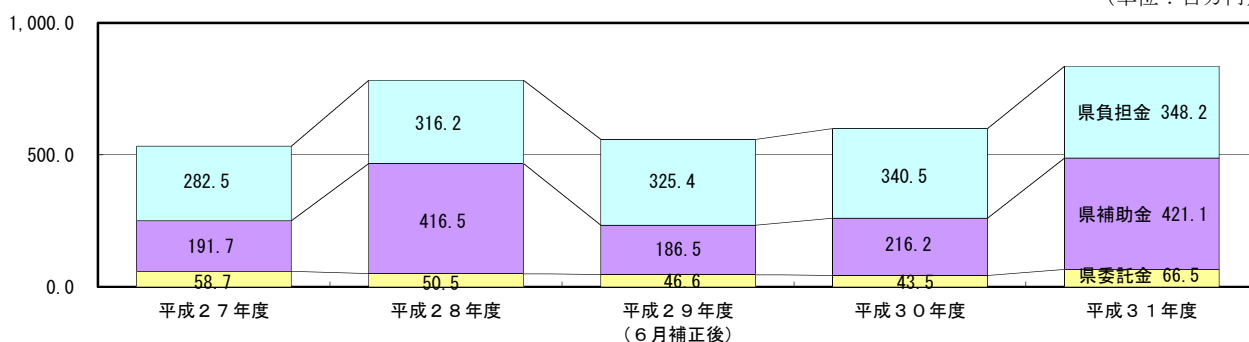 (単位：百万円)
1,000.0
500.0
0.0
282.5
191.7
58.7
316.2
416.5
50.5
325.4
186.5
46.6
340.5
216.2
43.5
県負担金 348.2
県補助金 421.1
県委託金 66.5
平成２７年度
平成２８年度
平成２９年度
(６月補正後)
平成３０年度
平成３１年度